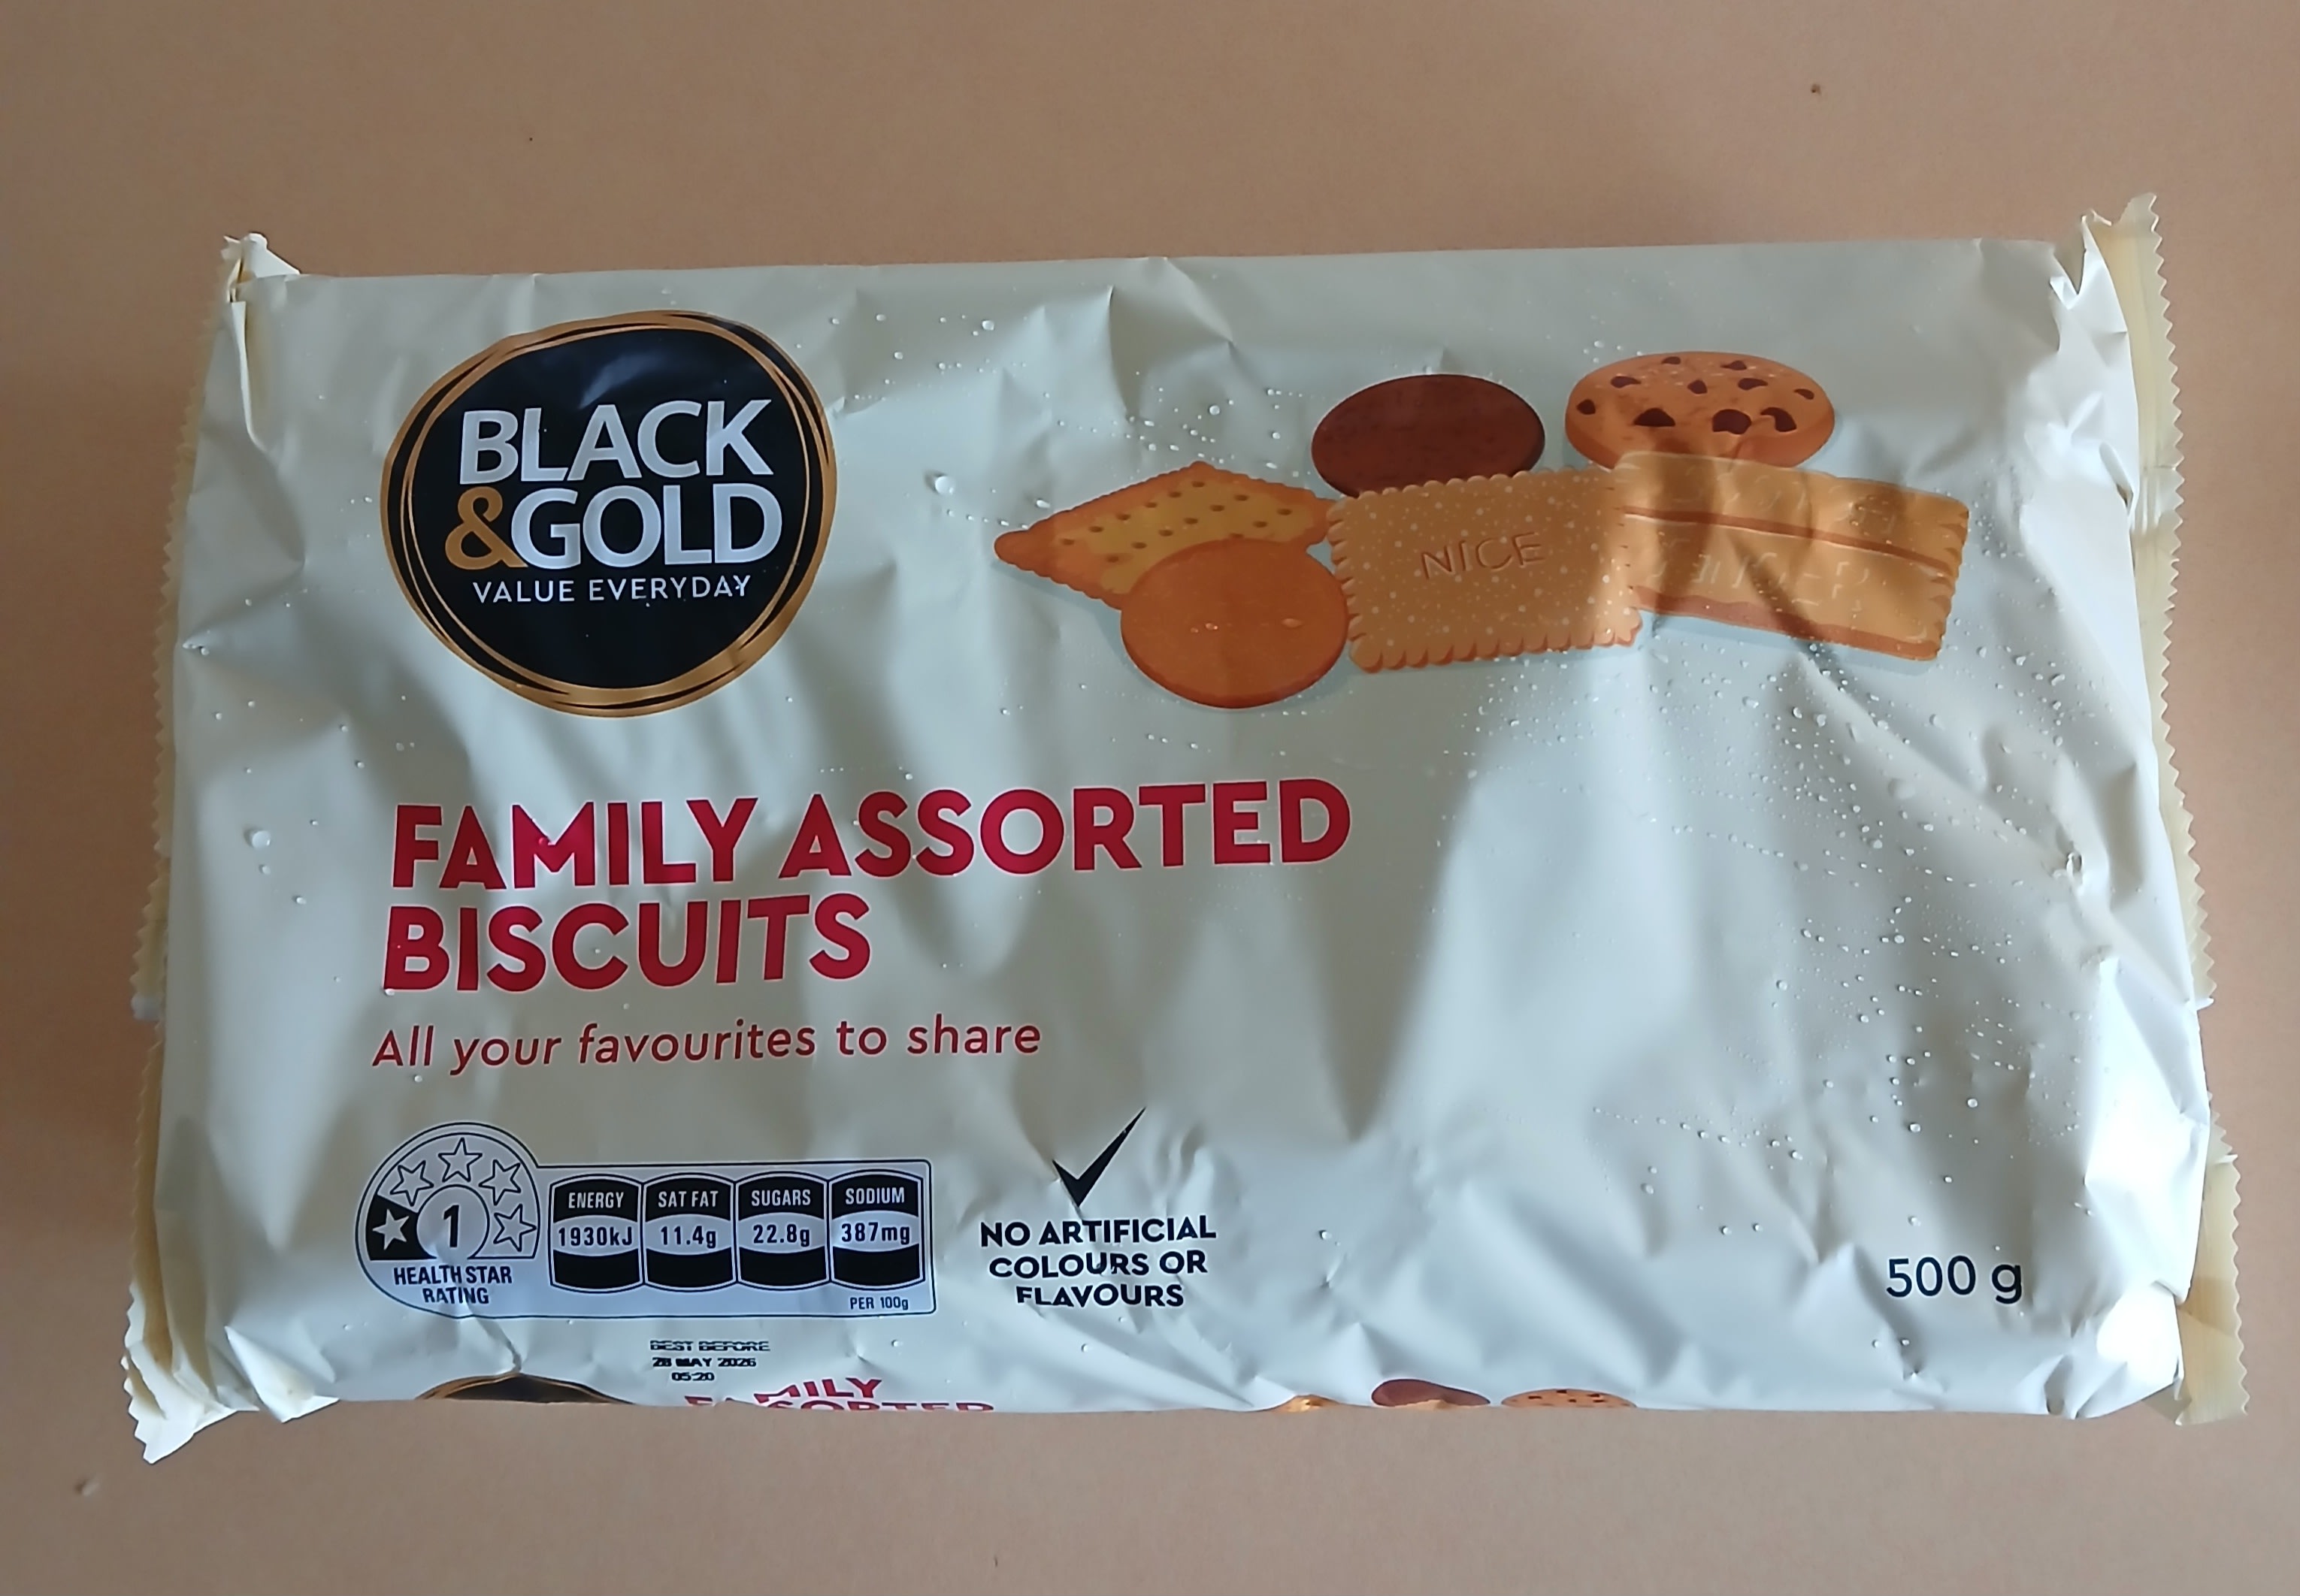 BLACK
&GOLD
VALUE EVERYDAY
NICE
FAMILY ASSORTED
BISCUITS
All your favourites to share
1
HEALTH STAR
RATING
ENERGY
1930kJ
SAT FAT
11.4g
SUGARS
22.8g
SODIUM
387mg
PER 100g
NO ARTIFICIAL
COLOURS OR
FLAVOURS
500 g
BEST BEFORE
28 MAY 2026
05:20
FAMILY